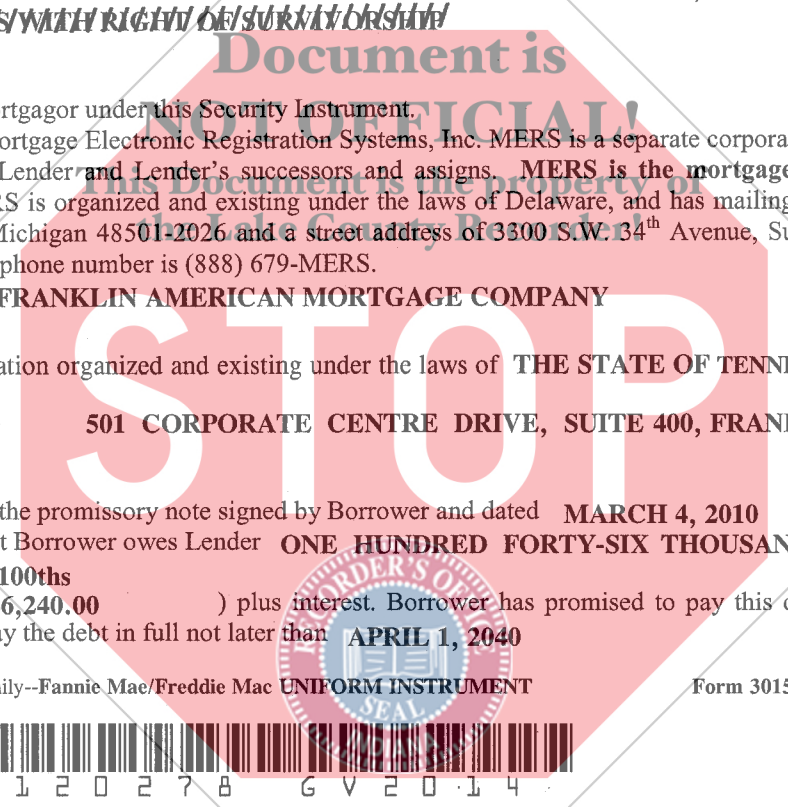 S WITH RIGHT OF SURVIVORSHIP
Document is
NOT OFFICIAL!
This Document is the property of
the Lake County Recorder!
STOP
rtgagor under this Security Instrument.
ortgage Electronic Registration Systems, Inc. MERS is a separate corpora
Lender and Lender's successors and assigns. MERS is the mortgage
RS is organized and existing under the laws of Delaware, and has mailing
Michigan 48501-2026 and a street address of 3300 S.W. 34th Avenue, Su
phone number is (888) 679-MERS.
FRANKLIN AMERICAN MORTGAGE COMPANY
ation organized and existing under the laws of THE STATE OF TENN
501 CORPORATE CENTRE DRIVE, SUITE 400, FRAN
the promissory note signed by Borrower and dated MARCH 4, 2010
t Borrower owes Lender ONE HUNDRED FORTY-SIX THOUSAN
100ths
6,240.00 ) plus interest. Borrower has promised to pay this
ay the debt in full not later than APRIL 1, 2040
RECORDER'S OFFIC
SEAL
INDIANA
ily--Fannie Mae/Freddie Mac UNIFORM INSTRUMENT Form 3015
120278 GV2014